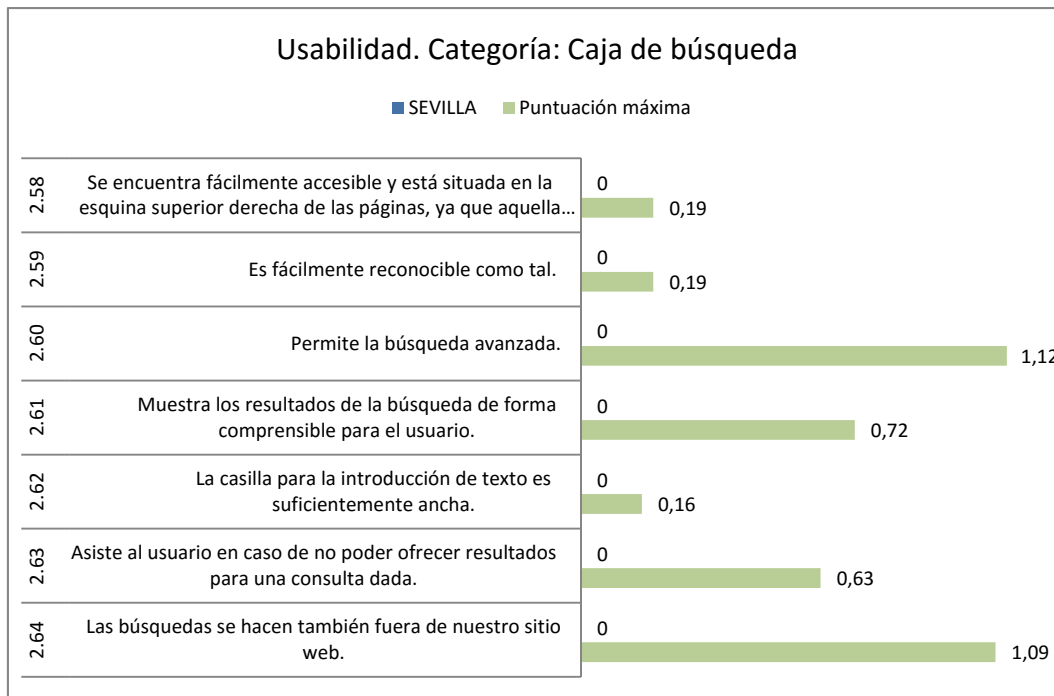 Usabilidad. Categoría: Caja de búsqueda
SEVILLA Puntuación máxima
2.58
Se encuentra fácilmente accesible y está situada en la
esquina superior derecha de las páginas, ya que aquella...
0
0,19
2.59
Es fácilmente reconocible como tal.
0
0,19
2.60
Permite la búsqueda avanzada.
0
1,12
2.61
Muestra los resultados de la búsqueda de forma
comprensible para el usuario.
0
0,72
2.62
La casilla para la introducción de texto es
suficientemente ancha.
0
0,16
2.63
Asiste al usuario en caso de no poder ofrecer resultados
para una consulta dada.
0
0,63
2.64
Las búsquedas se hacen también fuera de nuestro sitio
web.
0
1,09